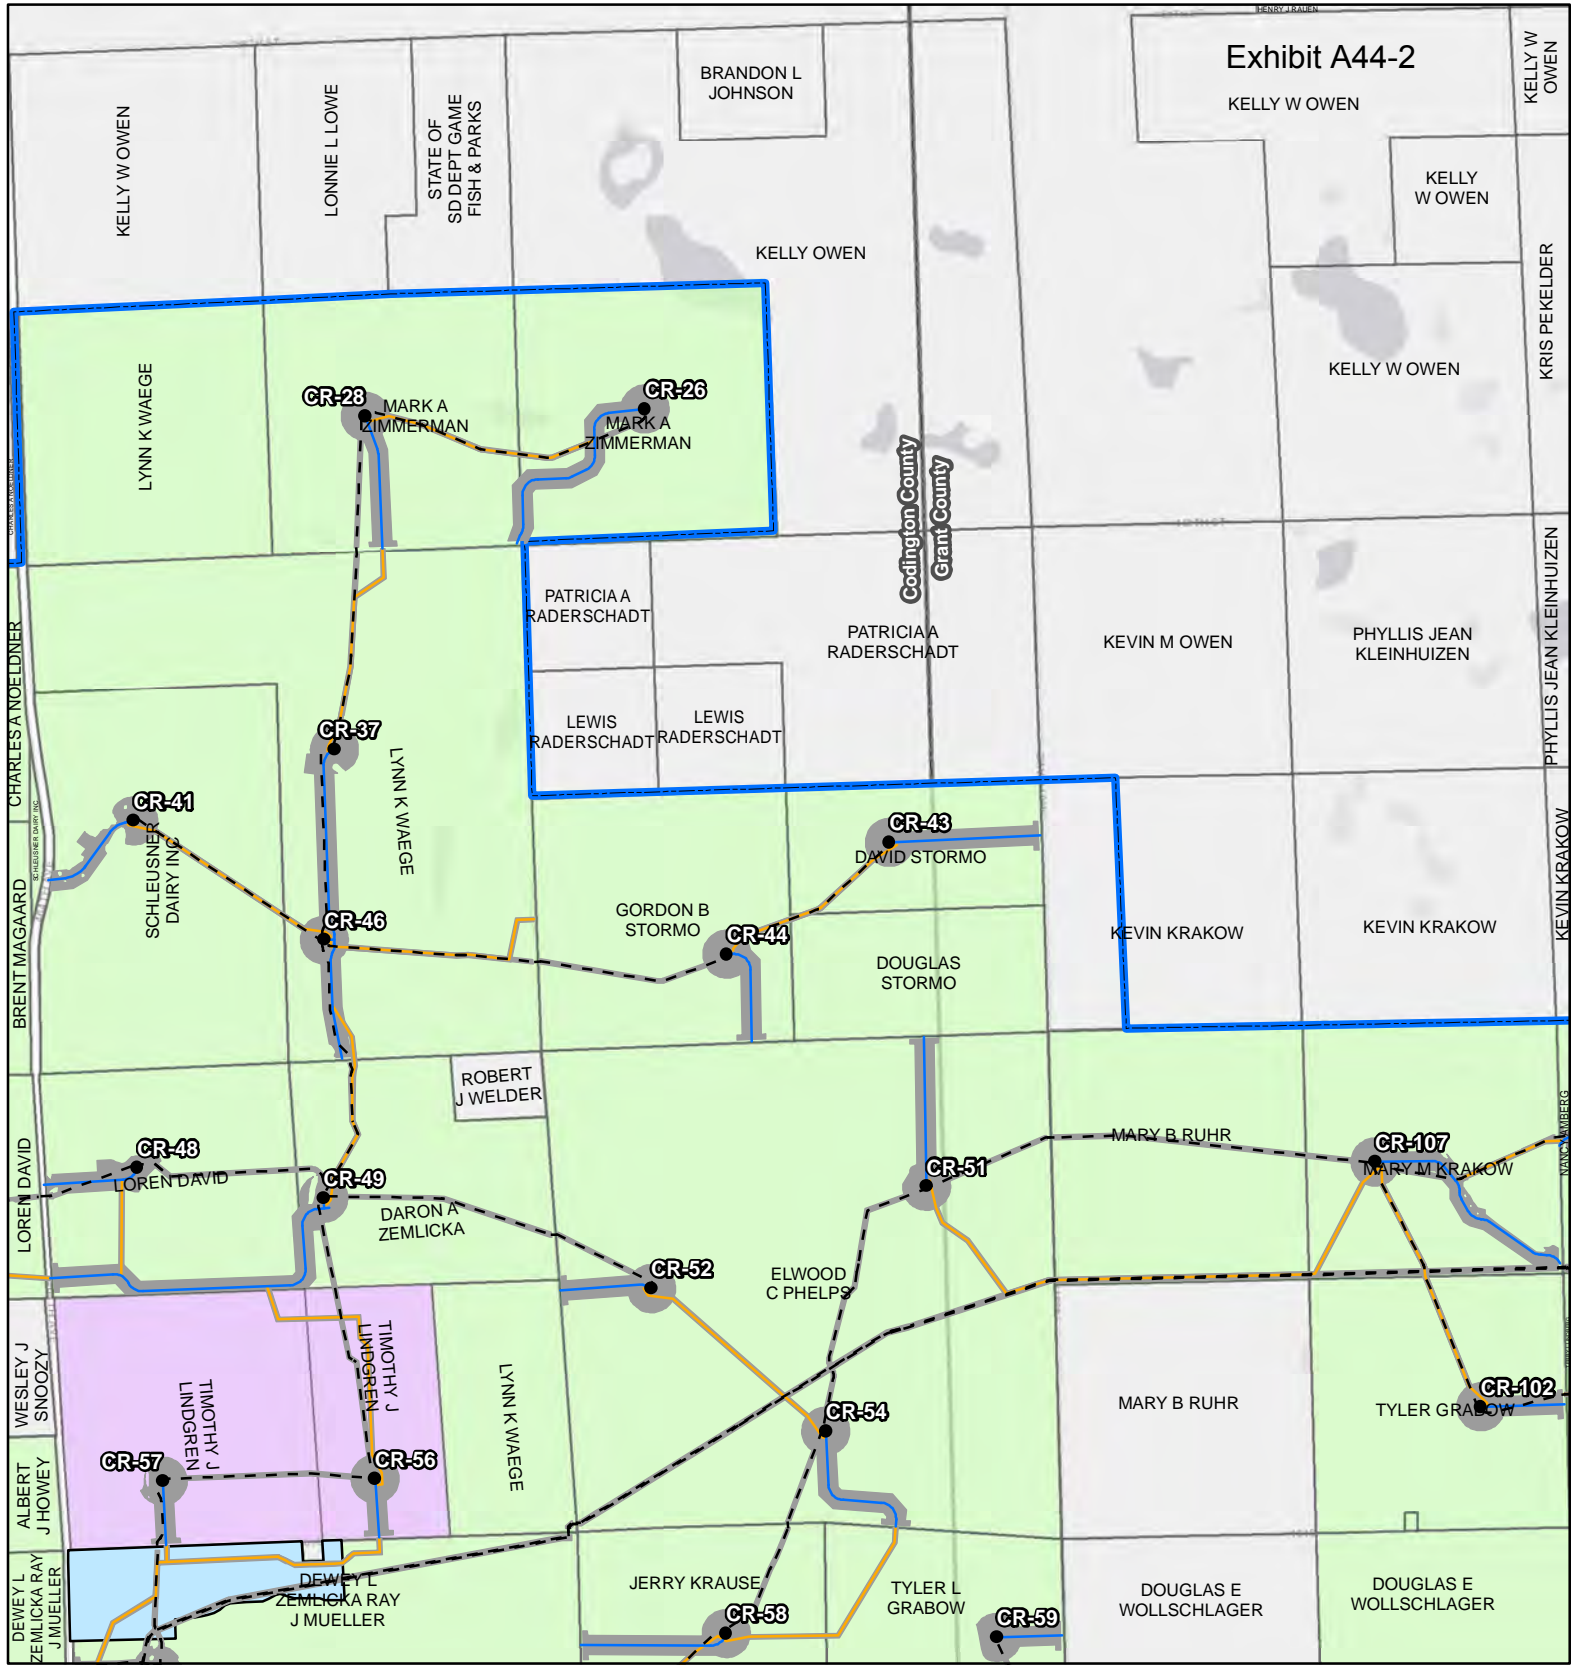 HENRY J RAUEN
Exhibit A44-2
KELLY W OWEN
KELLY W
OWEN
BRANDON L
JOHNSON
KELLY W OWEN
LONNIE L LOWE
STATE OF
SD DEPT GAME
FISH & PARKS
KELLY
W OWEN
KELLY OWEN
KRIS PEKELDER
LYNN K WAEGE
CR-28
MARK A
ZIMMERMAN
CR-26
MARK A
ZIMMERMAN
KELLY W OWEN
CHARLES A NOELDNER
Codington County
Grant County
PATRICIA A
RADERSCHADT
PATRICIA A
RADERSCHADT
KEVIN M OWEN
PHYLLIS JEAN
KLEINHUIZEN
PHYLLIS JEAN KLEINHUIZEN
CHARLES A NOELDNER
CR-37
LEWIS
RADERSCHADT
LEWIS
RADERSCHADT
LYNN K WAEGE
CR-41
SCHLEUSNER DAIRY INC
SCHLEUSNER
DAIRY INC
CR-43
DAVID STORMO
BRENT MAGAARD
CR-46
GORDON B
STORMO
CR-44
DOUGLAS
STORMO
KEVIN KRAKOW
KEVIN KRAKOW
KEVIN KRAKOW
ROBERT
J WELDER
LOREN DAVID
CR-48
LOREN DAVID
CR-49
DARON A
ZEMLICKA
CR-51
MARY B RUHR
CR-107
MARY M KRAKOW
CR-52
ELWOOD
C PHELPS
WESLEY J
SNOOZY
TIMOTHY J
LINDGREN
TIMOTHY J
LINDGREN
LYNN K WAEGE
CR-54
MARY B RUHR
CR-102
TYLER GRABOW
ALBERT
J HOWEY
CR-57
CR-56
DEWEY L
ZEMLICKA RAY
J MUELLER
DEWEY L
ZEMLICKA RAY
J MUELLER
JERRY KRAUSE
CR-58
TYLER L
GRABOW
CR-59
DOUGLAS E
WOLLSCHLAGER
DOUGLAS E
WOLLSCHLAGER